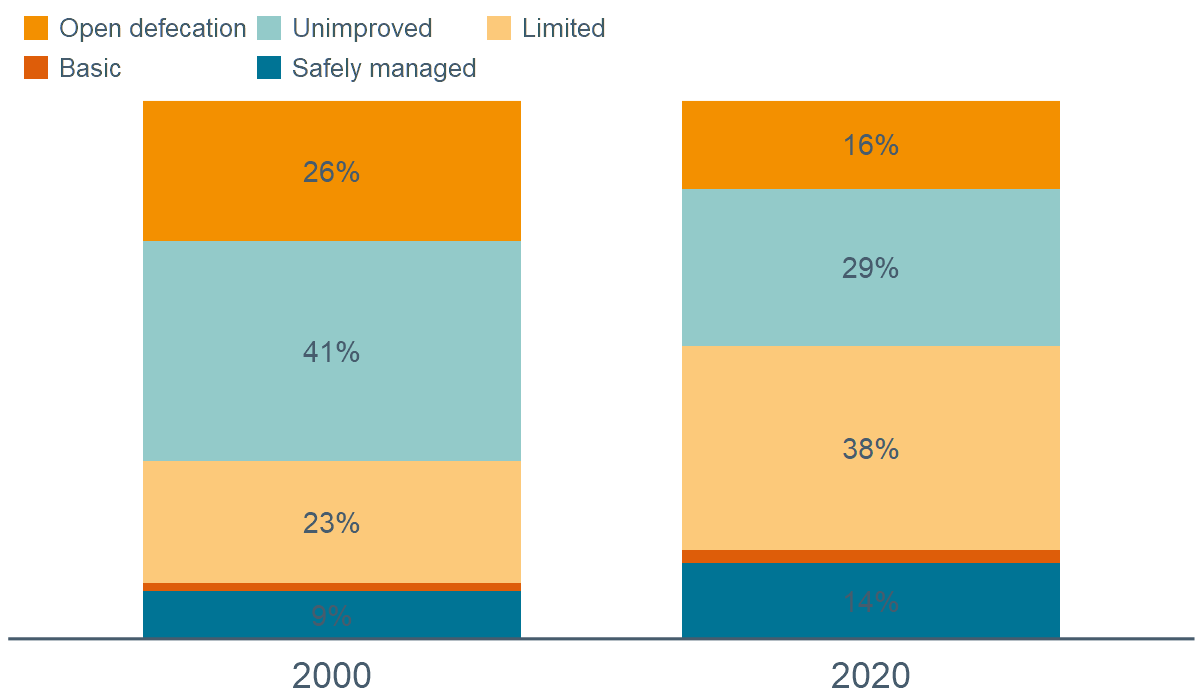 Open defecation Unimproved Limited
Basic Safely managed
26% 16%
41% 29%
23% 38%
9% 14%
2000 2020